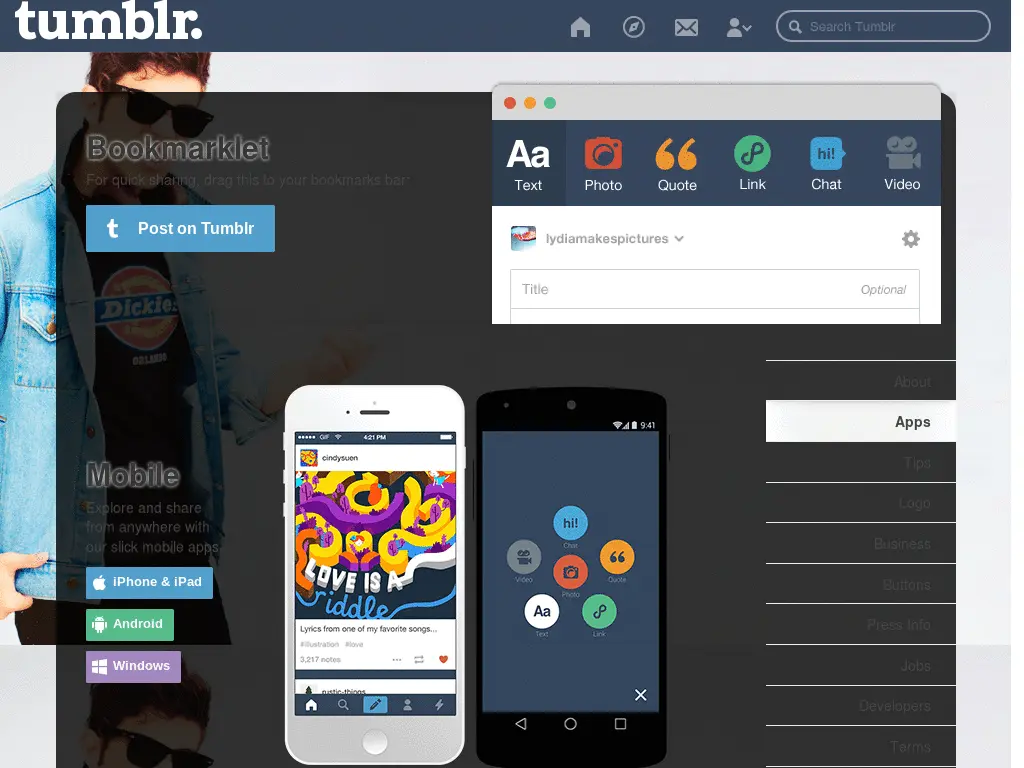 tumblr.
Search Tumblr
Bookmarklet
For quick sharing, drag this to your bookmarks bar:
Post on Tumblr
Aa
Text
Photo
Quote
Link
hi!
Chat
Video
lydiamakespictures
Title
Optional
Dickies
About
Apps
Tips
Logo
Business
Buttons
Press Info
Jobs
Developers
Terms
Mobile
Explore and share
from anywhere with
our slick mobile apps
iPhone & iPad
Android
Windows
GIF
4:21 PM
cindysuen
LOVE IS A
riddle
Lyrics from one of my favorite songs...
#illustration #love
3,217 notes
rustic-things
9:41
hi!
Chat
Video
Quote
Photo
Aa
Text
Link